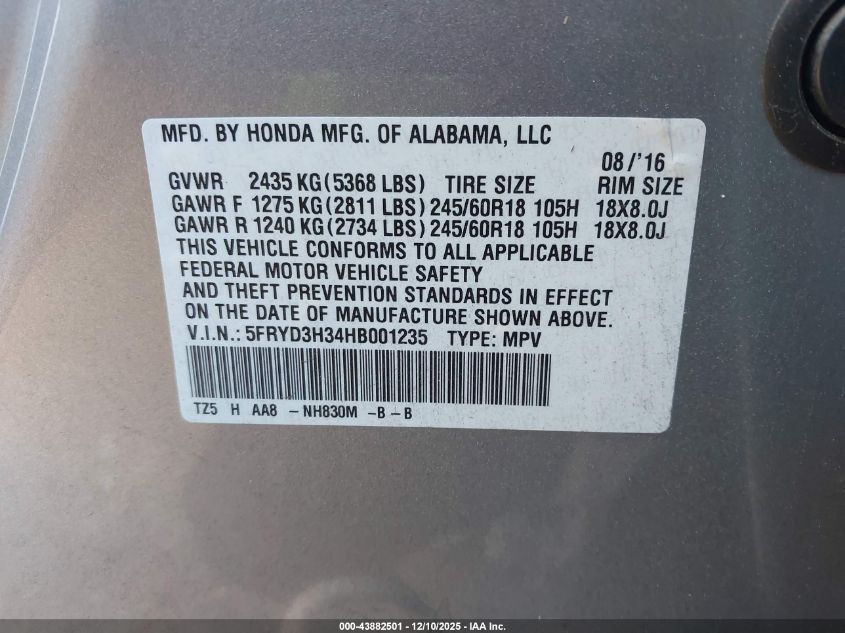 MFD. BY HONDA MFG. OF ALABAMA, LLC
08/'16
GVWR 2435 KG(5368 LBS) TIRE SIZE RIM SIZE
GAWR F 1275 KG(2811 LBS) 245/60R18 105H 18X8.0J
GAWR R 1240 KG(2734 LBS) 245/60R18 105H 18X8.0J
THIS VEHICLE CONFORMS TO ALL APPLICABLE
FEDERAL MOTOR VEHICLE SAFETY
AND THEFT PREVENTION STANDARDS IN EFFECT
ON THE DATE OF MANUFACTURE SHOWN ABOVE.
V.I.N.: 5FRYD3H34HB001235 TYPE: MPV
TZ5 H AA8 -NH830M -B-B
000-43882501 - 12/10/2025 - IAA Inc.